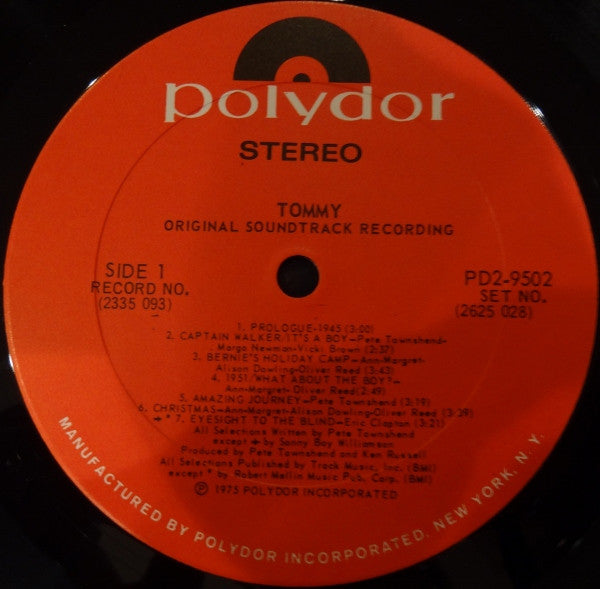 polydor
STEREO
TOMMY
ORIGINAL SOUNDTRACK RECORDING
SIDE 1
RECORD NO.
(2335 093)
PD2-9502
SET NO.
(2625 028)
1. PROLOGUE-1945 (3:00)
2. CAPTAIN WALKER/IT'S A BOY—Pete Townshend-
Margo Newman-Vicki Brown (2:37)
3. BERNIE'S HOLIDAY CAMP—Ann-Margret-
Alison Dowling-Oliver Reed (3:43)
4. 1951/WHAT ABOUT THE BOY?—
Ann-Margret-Oliver Reed(2:49)
5. AMAZING JOURNEY—Pete Townshend (3:19)
6. CHRISTMAS—Ann-Margret-Alison Dowling-Oliver Reed (3:39)
+*7. EYESIGHT TO THE BLIND—Eric Clapton (3:21)
All Selections Written by Pete Townshend
except + by Sonny Boy Williamson
Produced by Pete Townshend and Ken Russell
All Selections Published by Track Music, Inc. (BMI)
except * by Robert Mellin Music Pub. Corp. (BMI)
Ⓟ 1975 POLYDOR INCORPORATED
MANUFACTURED BY POLYDOR INCORPORATED, NEW YORK, N.Y.